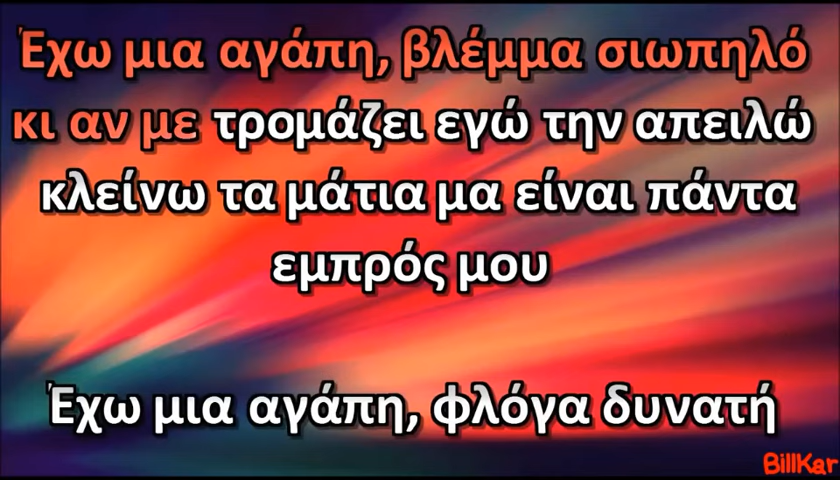 Έχω μια αγάπη, βλέμμα σιωπηλό
κι αν με τρομάζει εγώ την απειλώ
κλείνω τα μάτια μα είναι πάντα
εμπρός μου
Έχω μια αγάπη, φλόγα δυνατή
BillKar